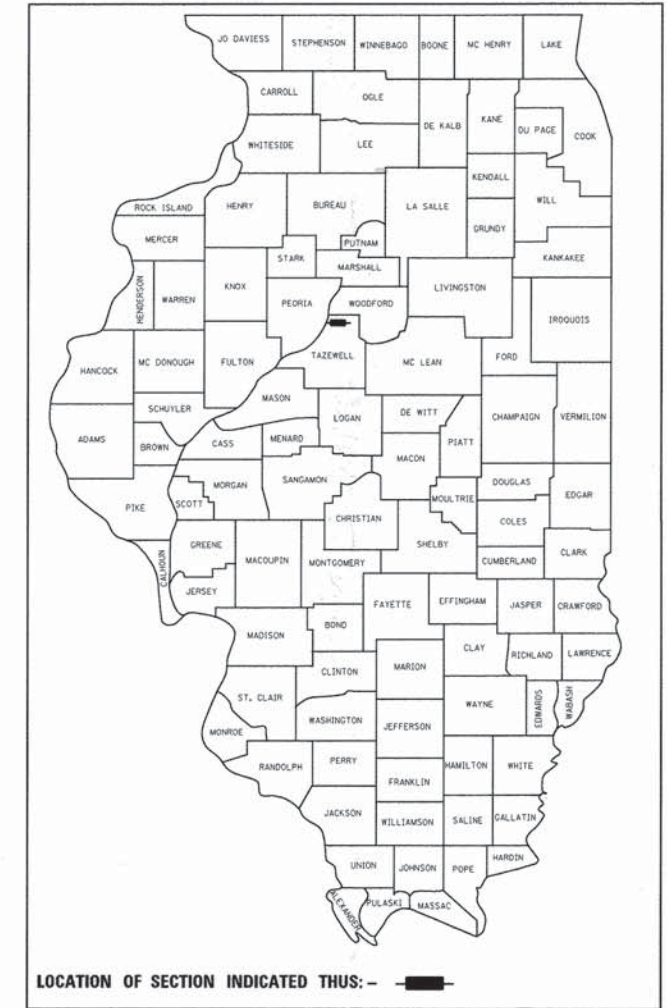 JO DAVIESS STEPHENSON WINNEBAGO BOONE MC HENRY LAKE
CARROLL OGLE DE KALB KANE DU PAGE COOK
WHITESIDE LEE
KENDALL WILL
ROCK ISLAND HENRY BUREAU LA SALLE GRUNDY
MERCER PUTNAM
STARK MARSHALL KANKAKEE
HENDERSON WARREN KNOX PEORIA WOODFORD LIVINGSTON IROQUOIS
HANCOCK MC DONOUGH FULTON TAZEWELL MC LEAN FORD
MASON
SCHUYLER LOGAN DE WITT CHAMPAIGN VERMILION
ADAMS BROWN CASS MENARD PIATT
MACON
MORGAN SANGAMON DOUGLAS
PIKE SCOTT MOULTRIE EDGAR
CHRISTIAN COLES
GREENE MACOUPIN MONTGOMERY SHELBY
CALHOUN CUMBERLAND CLARK
JERSEY FAYETTE EFFINGHAM JASPER CRAWFORD
MADISON BOND
CLAY RICHLAND LAWRENCE
CLINTON MARION
ST. CLAIR WAYNE EDWARDS WABASH
WASHINGTON JEFFERSON
MONROE
RANDOLPH PERRY HAMILTON WHITE
FRANKLIN
JACKSON WILLIAMSON SALINE GALLATIN
UNION JOHNSON POPE HARDIN
ALEXANDER PULASKI MASSAC
LOCATION OF SECTION INDICATED THUS: -